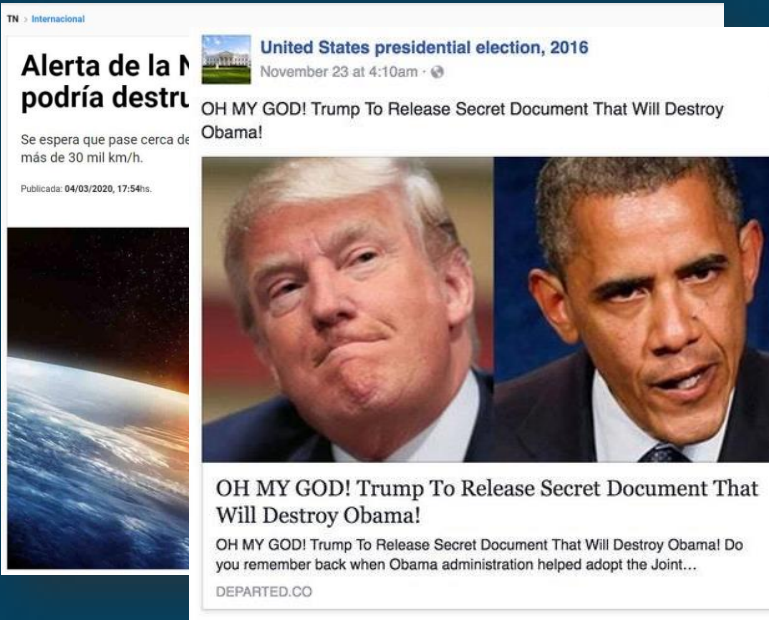 TN > Internacional
Alerta de la
podría
Se espera que pase cerca de
más de 30 mil km/h.
Publicada: 04/03/2020, 17:54hs.
United States presidential election, 2016
November 23 at 4:10am ·
OH MY GOD! Trump To Release Secret Document That Will Destroy
Obama!
OH MY GOD! Trump To Release Secret Document That
Will Destroy Obama!
OH MY GOD! Trump To Release Secret Document That Will Destroy Obama! Do
you remember back when Obama administration helped adopt the Joint...
DEPARTED.CO